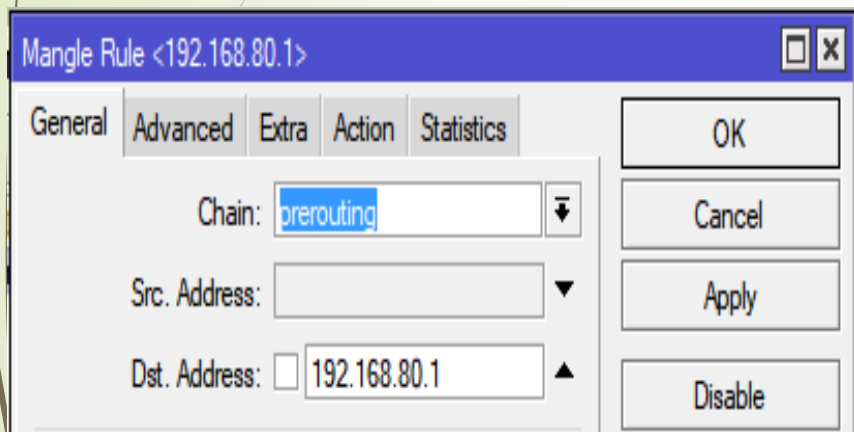 Mangle Rule <192.168.80.1>
General Advanced Extra Action Statistics
OK
Chain: prerouting
Cancel
Src. Address:
Apply
Dst. Address: 192.168.80.1
Disable